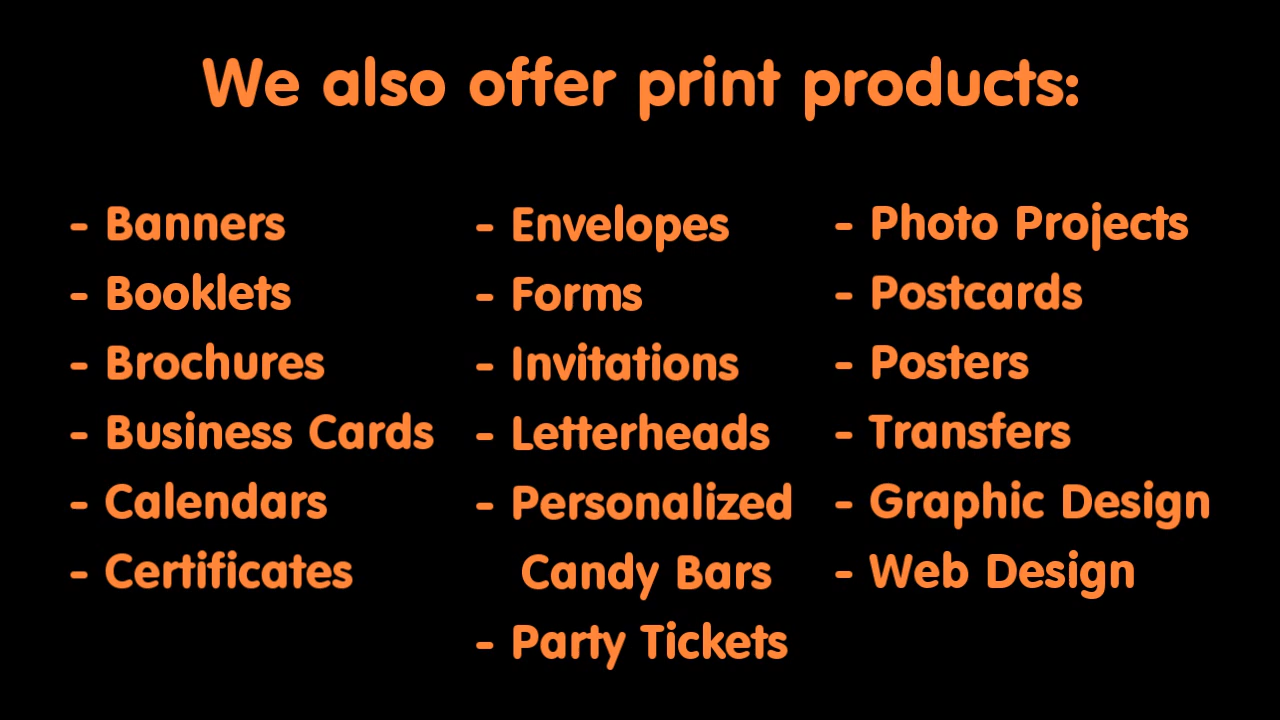 We also offer print products:
- Banners
- Booklets
- Brochures
- Business Cards
- Calendars
- Certificates
- Envelopes
- Forms
- Invitations
- Letterheads
- Personalized
Candy Bars
- Party Tickets
- Photo Projects
- Postcards
- Posters
- Transfers
- Graphic Design
- Web Design